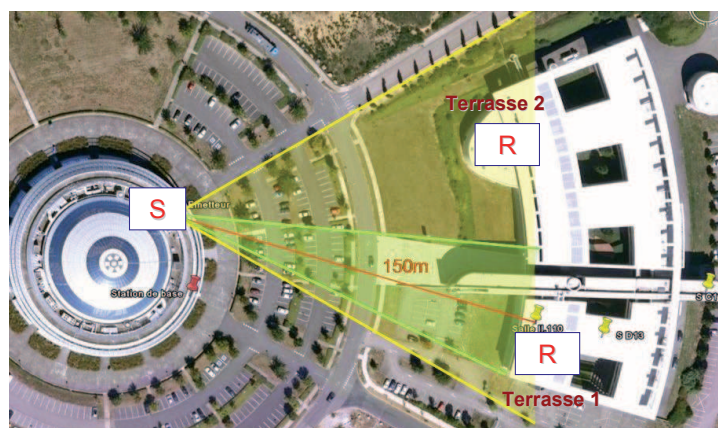 Terrasse 2
R
S
Emetteur
150m
Station de base
Salle II.110
S D13
R
Terrasse 1